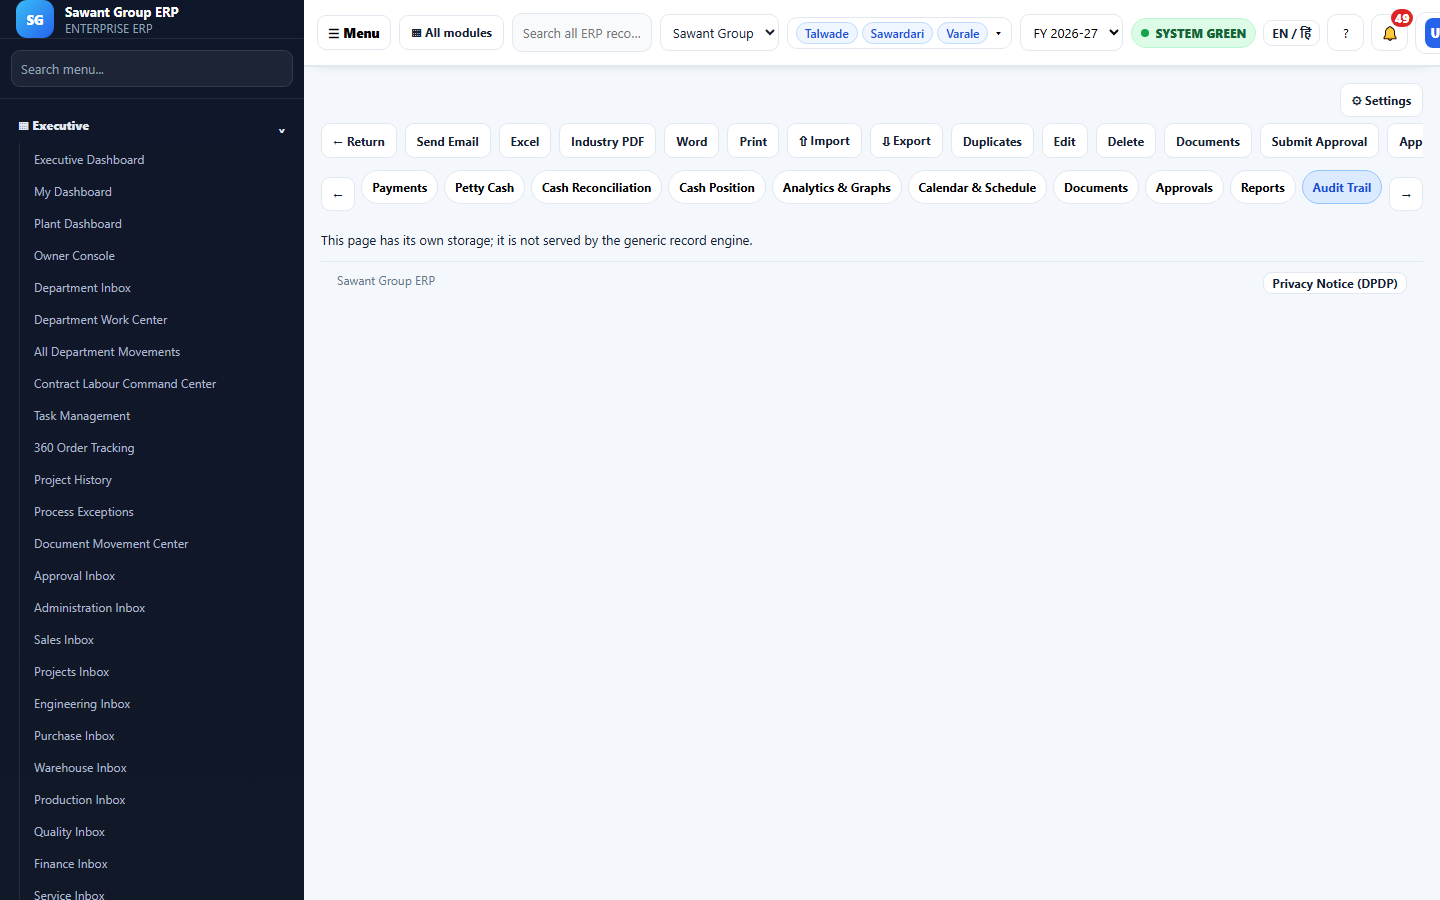 SG
Sawant Group ERP
ENTERPRISE ERP
Search menu...
Executive
Executive Dashboard
My Dashboard
Plant Dashboard
Owner Console
Department Inbox
Department Work Center
All Department Movements
Contract Labour Command Center
Task Management
360 Order Tracking
Project History
Process Exceptions
Document Movement Center
Approval Inbox
Administration Inbox
Sales Inbox
Projects Inbox
Engineering Inbox
Purchase Inbox
Warehouse Inbox
Production Inbox
Quality Inbox
Finance Inbox
Service Inbox
☰ Menu
All modules
Search all ERP reco...
Sawant Group
Talwade Sawardari Varale
FY 2026-27
SYSTEM GREEN
EN / हिं
?
49
U
⚙ Settings
← Return Send Email Excel Industry PDF Word Print ⇧ Import ⇩ Export Duplicates Edit Delete Documents Submit Approval App
← Payments Petty Cash Cash Reconciliation Cash Position Analytics & Graphs Calendar & Schedule Documents Approvals Reports Audit Trail →
This page has its own storage; it is not served by the generic record engine.
Sawant Group ERP
Privacy Notice (DPDP)